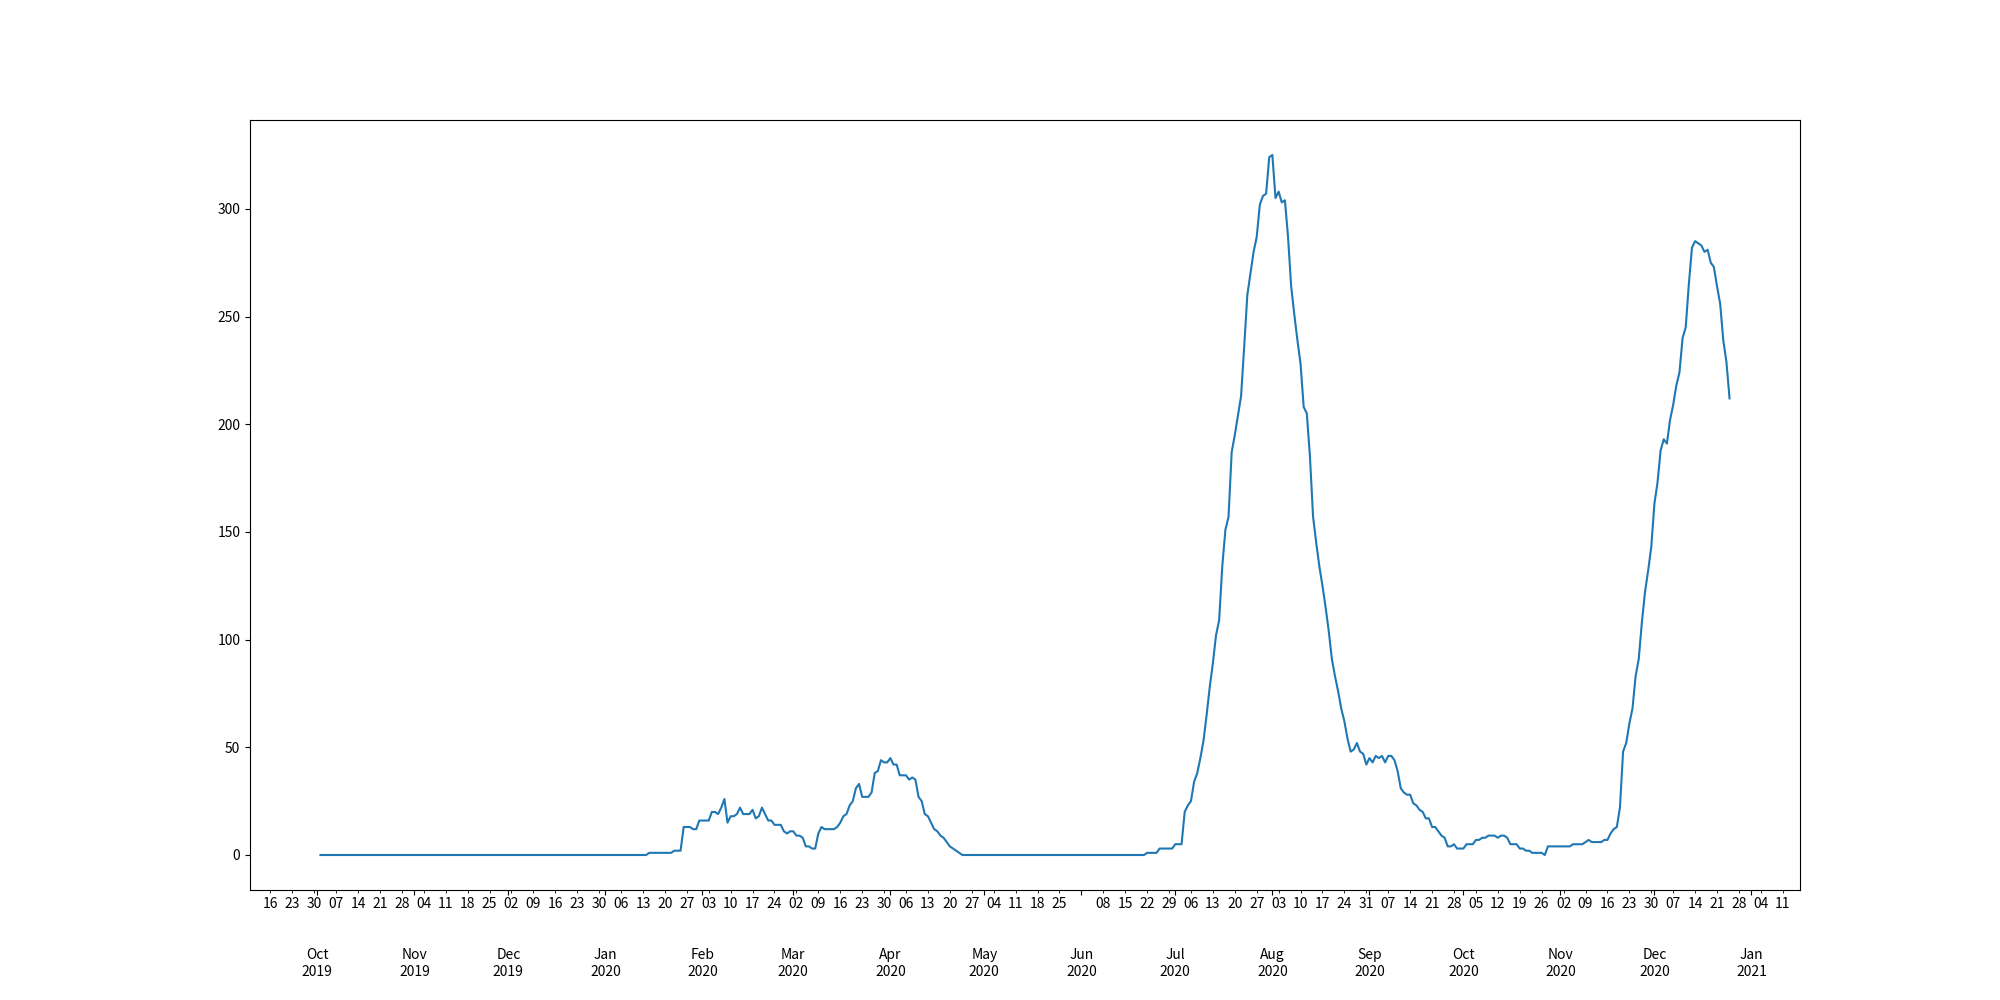 300
250
200
150
100
50
0
16 23 30 07 14 21 28 04 11 18 25 02 09 16 23 30 06 13 20 27 03 10 17 24 02 09 16 23 30 06 13 20 27 04 11 18 25 08 15 22 29 06 13 20 27 03 10 17 24 31 07 14 21 28 05 12 19 26 02 09 16 23 30 07 14 21 28 04 11
Oct Nov Dec Jan Feb Mar Apr May Jun Jul Aug Sep Oct Nov Dec Jan
2019 2019 2019 2020 2020 2020 2020 2020 2020 2020 2020 2020 2020 2020 2020 2021